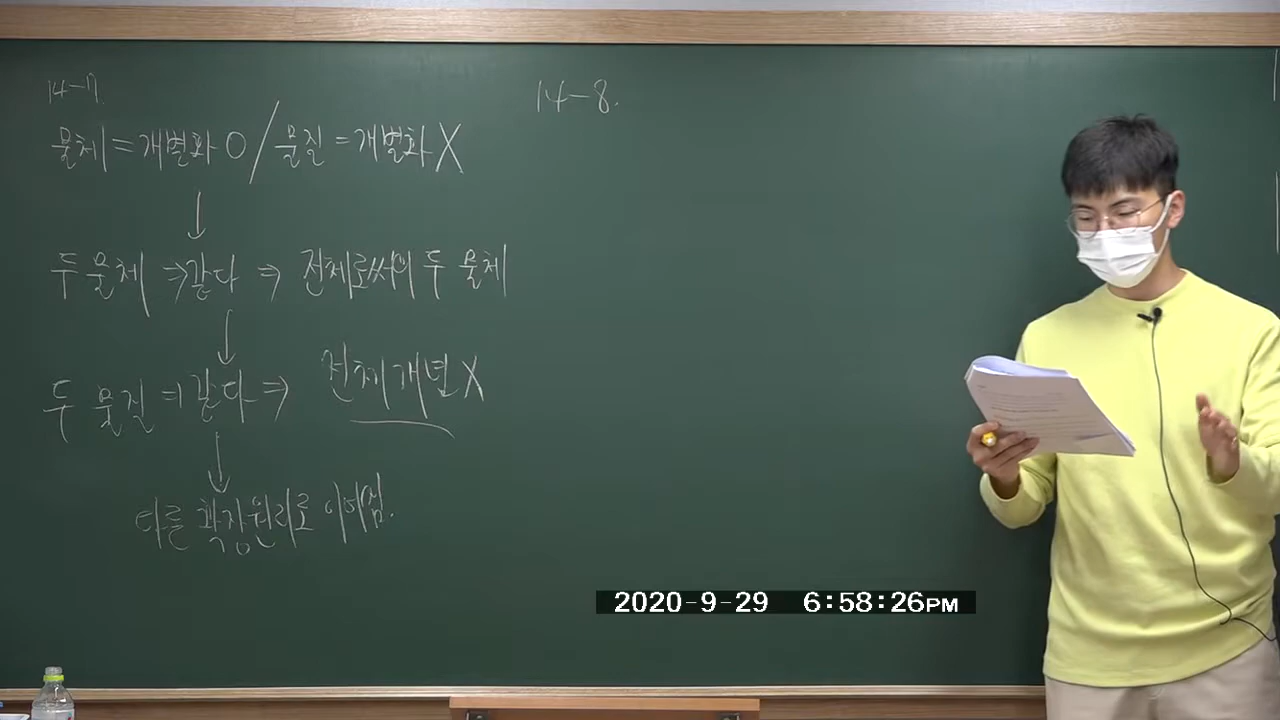 14-7.
물체=개별화 O / 물질=개별화 X
↓
두 물체 ⇒ 같다 ⇒ 전체로써의 두 물체
↓
두 물질 ⇒ 같다 ⇒ 전체개념 X
↓
다른 확장원리로 이어짐.
14-8.
2020-9-29 6:58:26PM